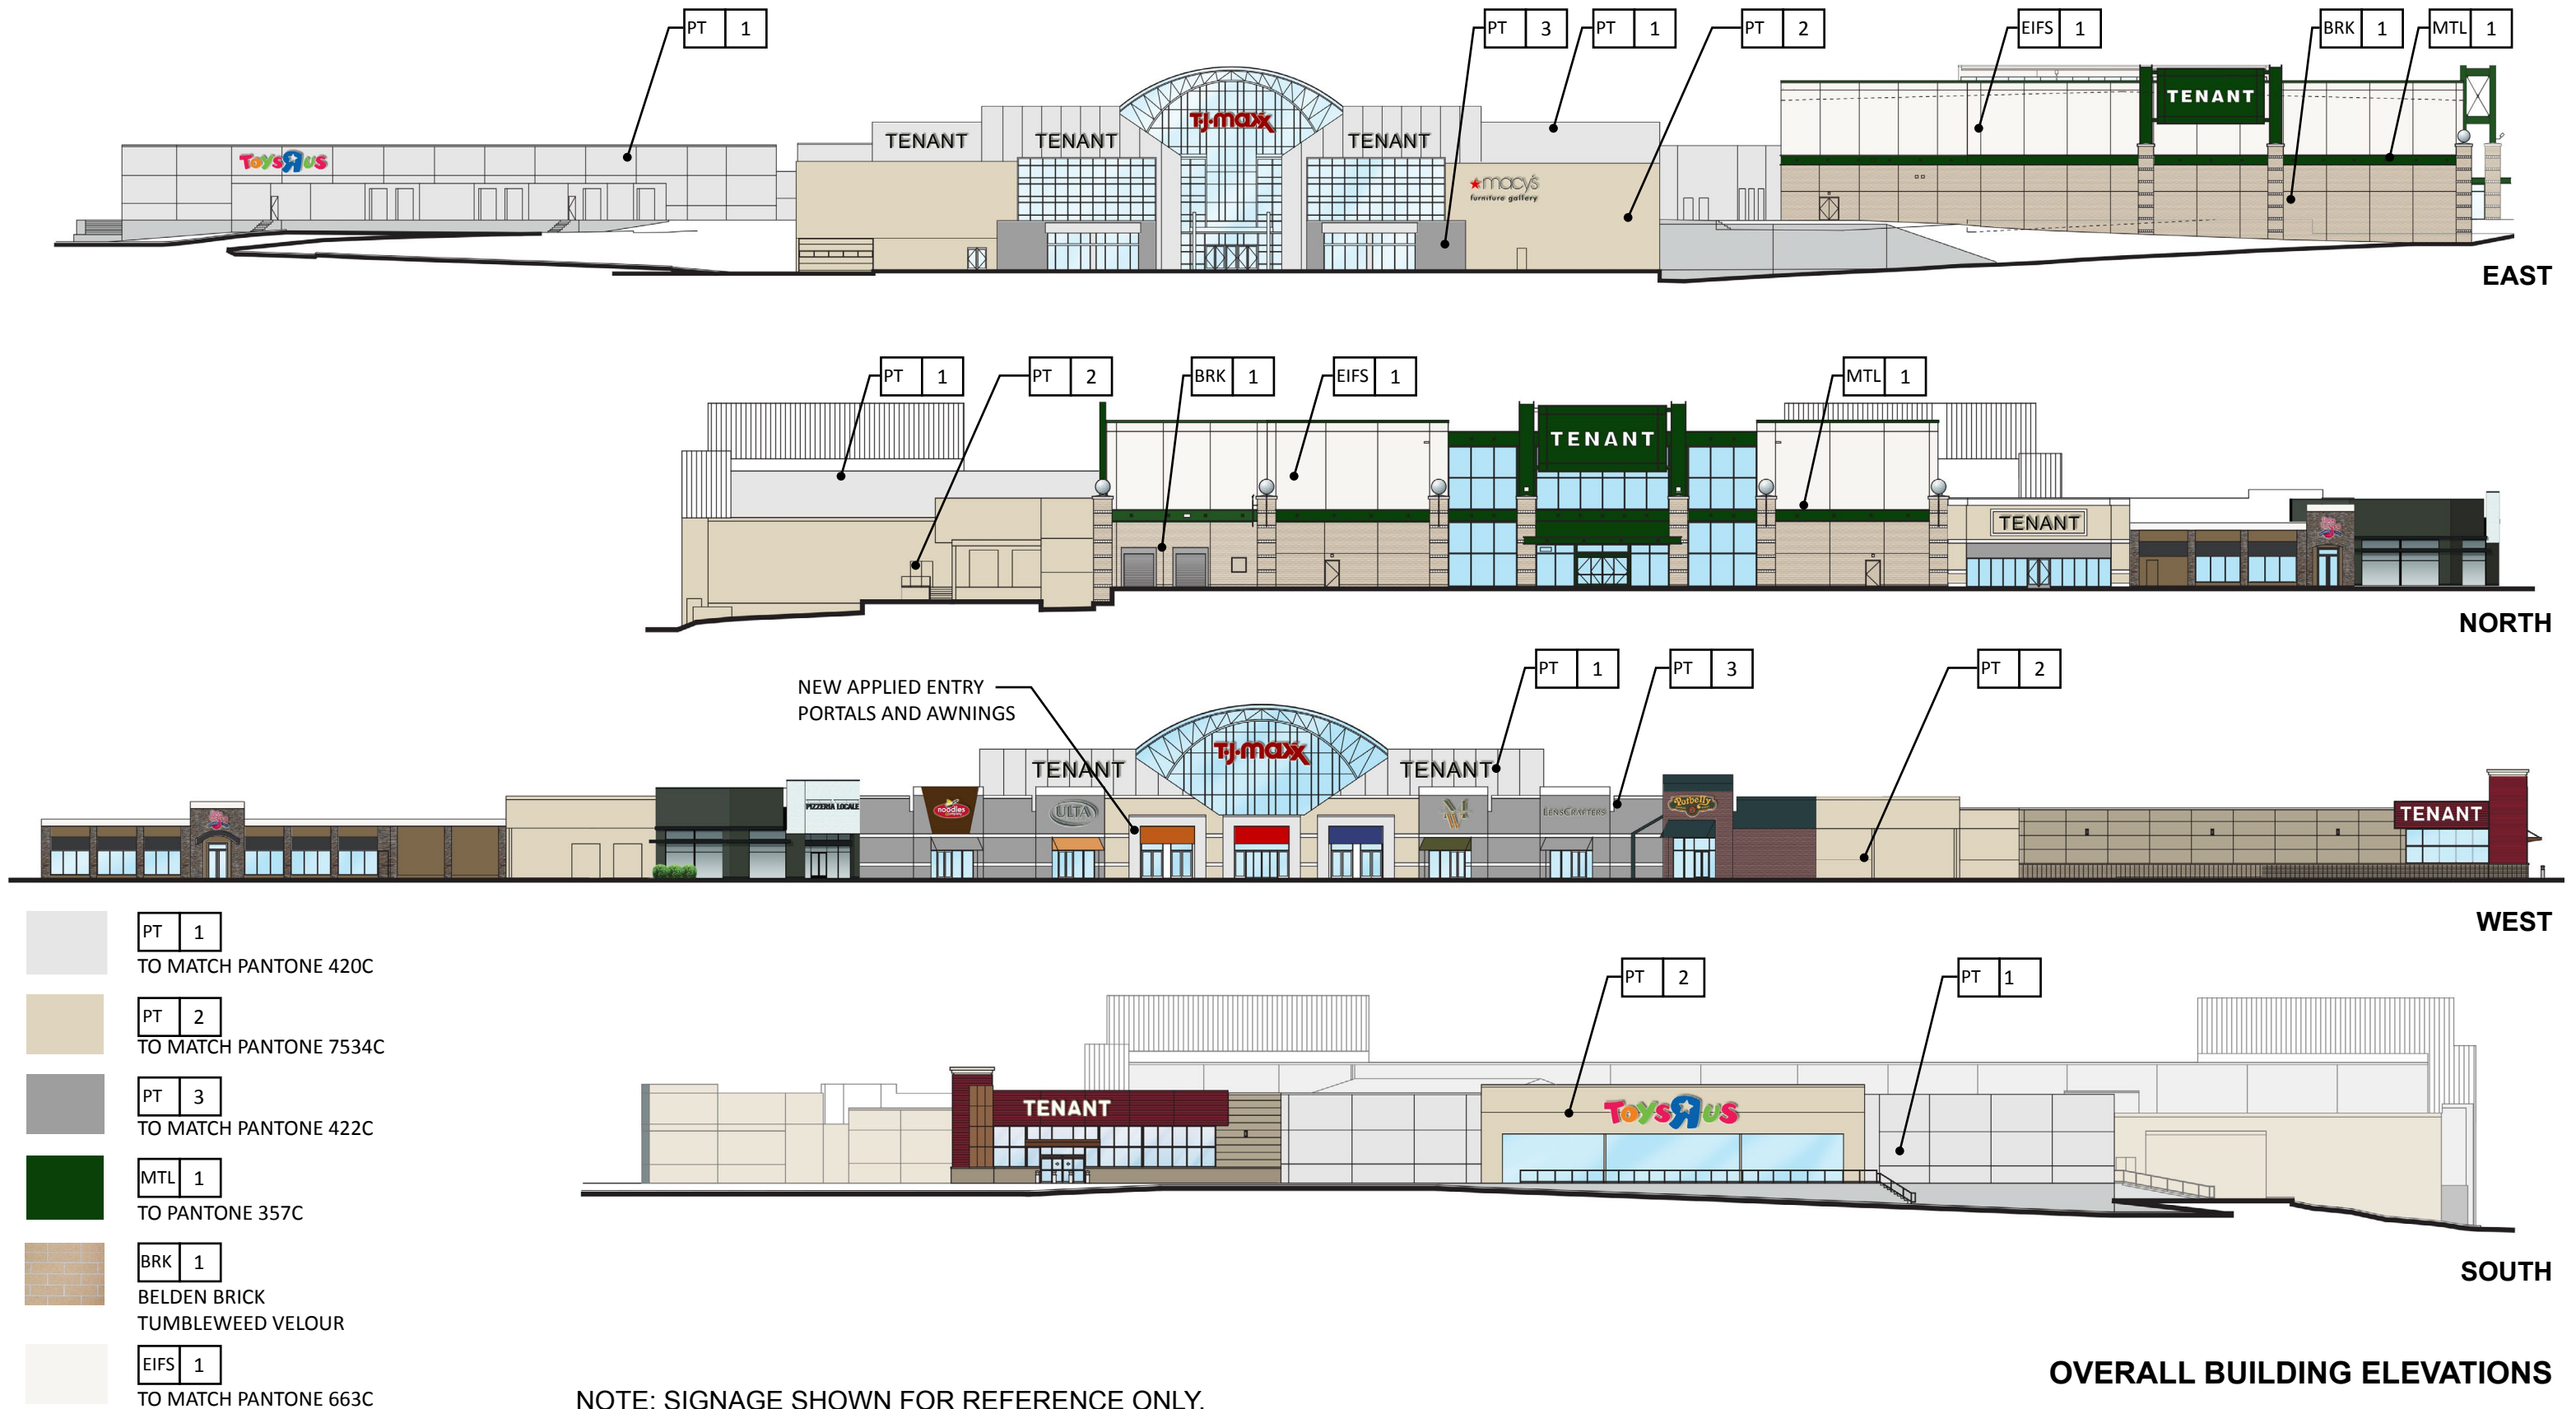 PT 1
PT 3
PT 1
PT 2
EIFS 1
BRK 1
MTL 1
ToysRus
TENANT
TENANT
T·J·maxx
TENANT
macy's
furniture gallery
TENANT
EAST
PT 1
PT 2
BRK 1
EIFS 1
MTL 1
TENANT
TENANT
NORTH
NEW APPLIED ENTRY
PORTALS AND AWNINGS
PT 1
PT 3
PT 2
T·J·maxx
TENANT
TENANT
PIZZERIA LOCALE
noodles
ULTA
LENSCRAFTERS
Potbelly
TENANT
WEST
PT 1
TO MATCH PANTONE 420C
PT 2
TO MATCH PANTONE 7534C
PT 3
TO MATCH PANTONE 422C
MTL 1
TO PANTONE 357C
BRK 1
BELDEN BRICK
TUMBLEWEED VELOUR
EIFS 1
TO MATCH PANTONE 663C
PT 2
PT 1
TENANT
ToysRus
SOUTH
OVERALL BUILDING ELEVATIONS
NOTE: SIGNAGE SHOWN FOR REFERENCE ONLY.